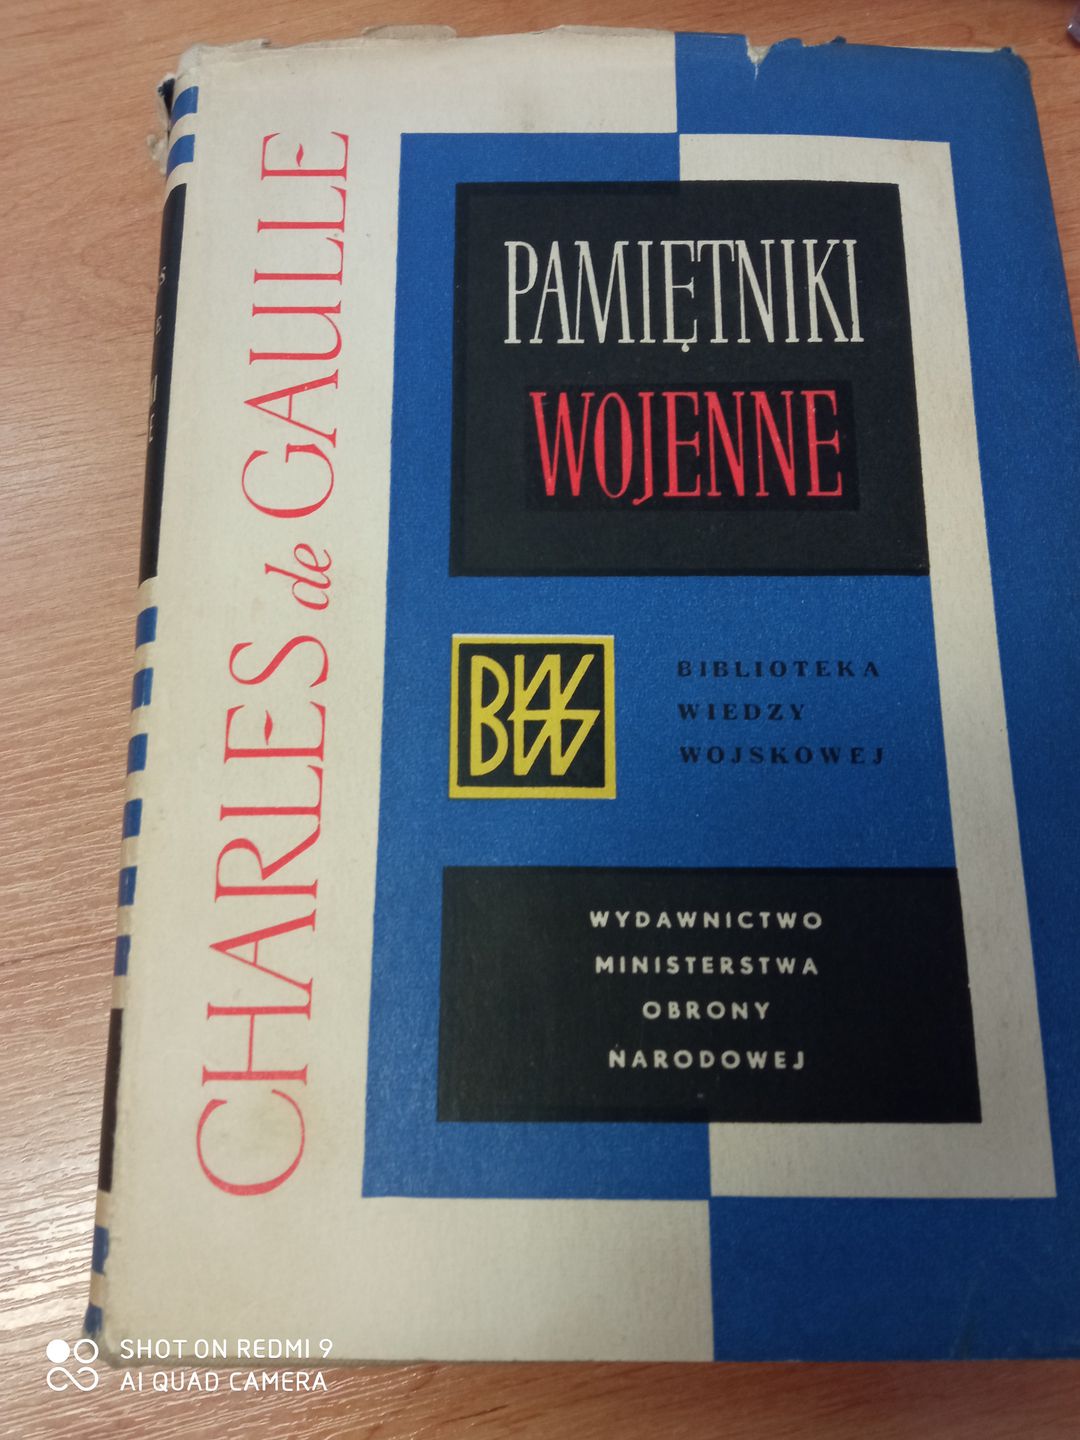 CHARLES de GAULLE
PAMIĘTNIKI
WOJENNE
BWW
BIBLIOTEKA
WIEDZY
WOJSKOWEJ
WYDAWNICTWO
MINISTERSTWA
OBRONY
NARODOWEJ
SHOT ON REDMI 9
AI QUAD CAMERA